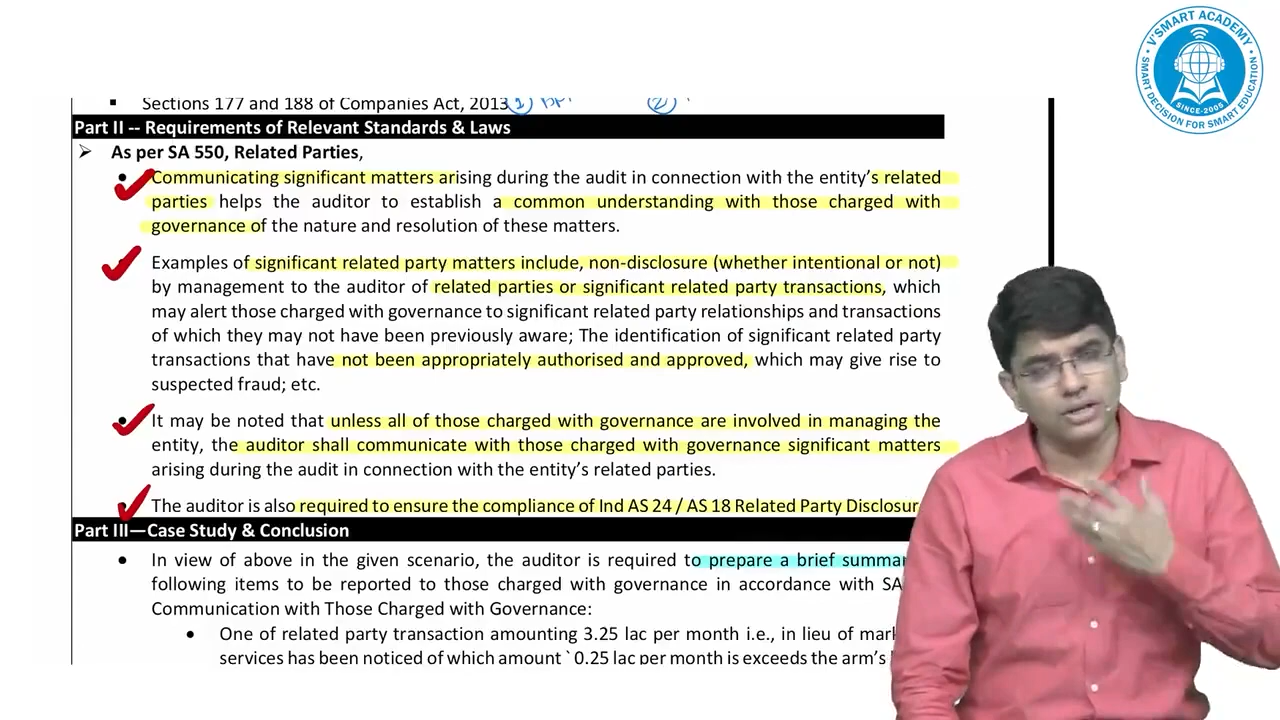 V'SMART ACADEMY
SMART DECISION FOR SMART EDUCATION
SINCE-2005
▪ Sections 177 and 188 of Companies Act, 2013
Part II -- Requirements of Relevant Standards & Laws
➢ As per SA 550, Related Parties,
• Communicating significant matters arising during the audit in connection with the entity's related
parties helps the auditor to establish a common understanding with those charged with
governance of the nature and resolution of these matters.
Examples of significant related party matters include, non-disclosure (whether intentional or not)
by management to the auditor of related parties or significant related party transactions, which
may alert those charged with governance to significant related party relationships and transactions
of which they may not have been previously aware; The identification of significant related party
transactions that have not been appropriately authorised and approved, which may give rise to
suspected fraud; etc.
• It may be noted that unless all of those charged with governance are involved in managing the
entity, the auditor shall communicate with those charged with governance significant matters
arising during the audit in connection with the entity's related parties.
• The auditor is also required to ensure the compliance of Ind AS 24 / AS 18 Related Party
Part III—Case Study & Conclusion
• In view of above in the given scenario, the auditor is required to prepare a brief
following items to be reported to those charged with governance in accordance with SA
Communication with Those Charged with Governance:
• One of related party transaction amounting 3.25 lac per month i.e., in lieu of
services has been noticed of which amount ` 0.25 lac per month is exceeds the arm's